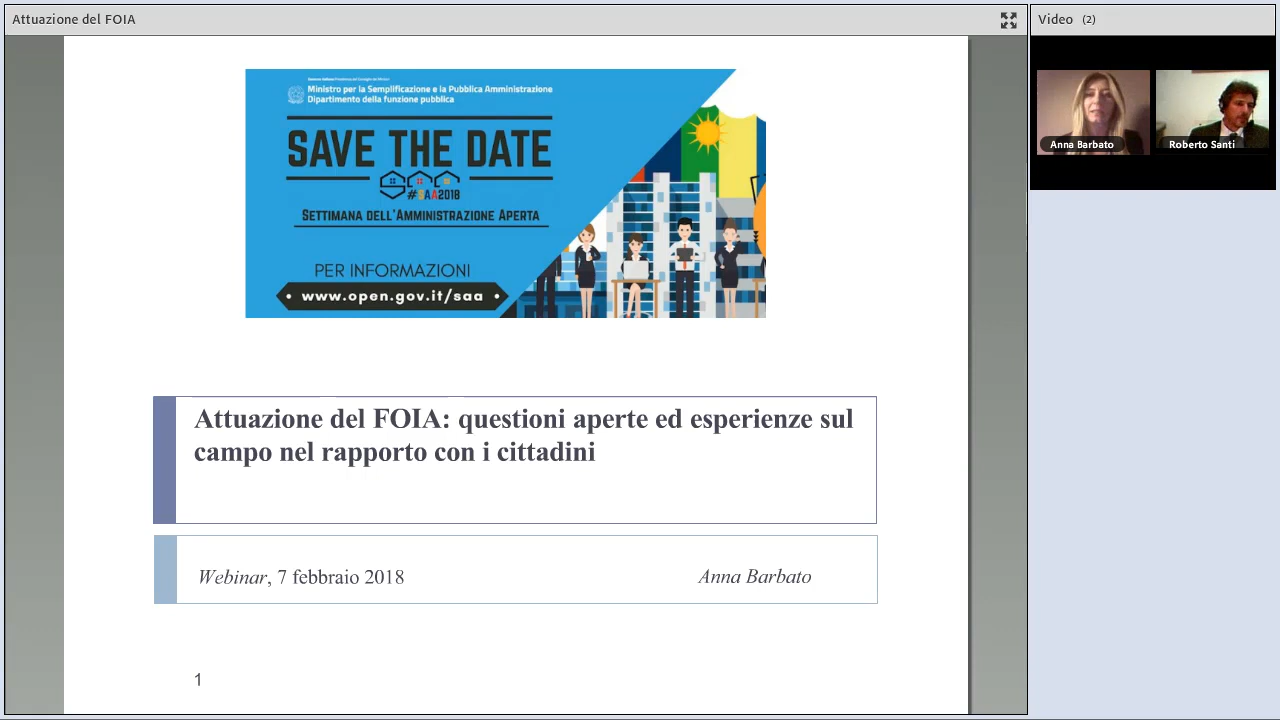 Attuazione del FOIA
Video (2)
Ministro per la Semplificazione e la Pubblica Amministrazione
Dipartimento della funzione pubblica
SAVE THE DATE
#SAA2018
SETTIMANA DELL'AMMINISTRAZIONE APERTA
PER INFORMAZIONI
• www.open.gov.it/saa •
Anna Barbato
Roberto Santi
Attuazione del FOIA: questioni aperte ed esperienze sul
campo nel rapporto con i cittadini
Webinar, 7 febbraio 2018
Anna Barbato
1